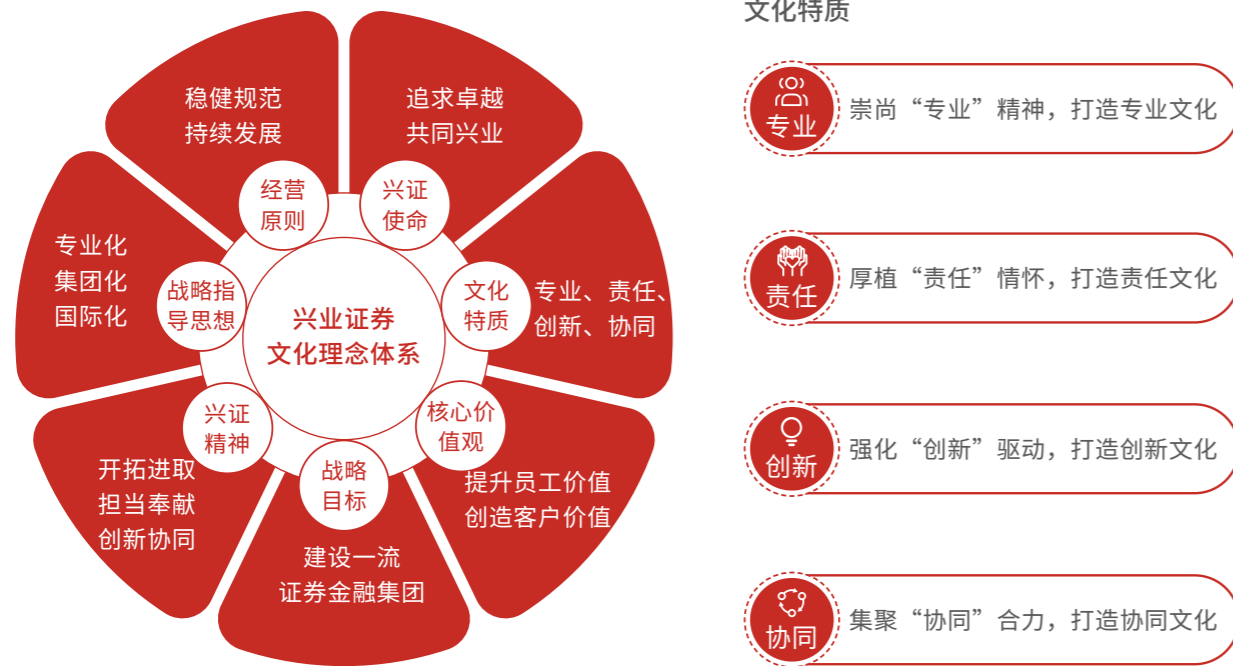 稳健规范
持续发展
追求卓越
共同兴业
经营
原则
兴证
使命
专业化
集团化
国际化
战略指
导思想
文化
特质
专业、责任、
创新、协同
兴业证券
文化理念体系
兴证
精神
核心价
值观
开拓进取
担当奉献
创新协同
战略
目标
提升员工价值
创造客户价值
建设一流
证券金融集团
文化特质
专业
崇尚“专业”精神，打造专业文化
责任
厚植“责任”情怀，打造责任文化
创新
强化“创新”驱动，打造创新文化
协同
集聚“协同”合力，打造协同文化